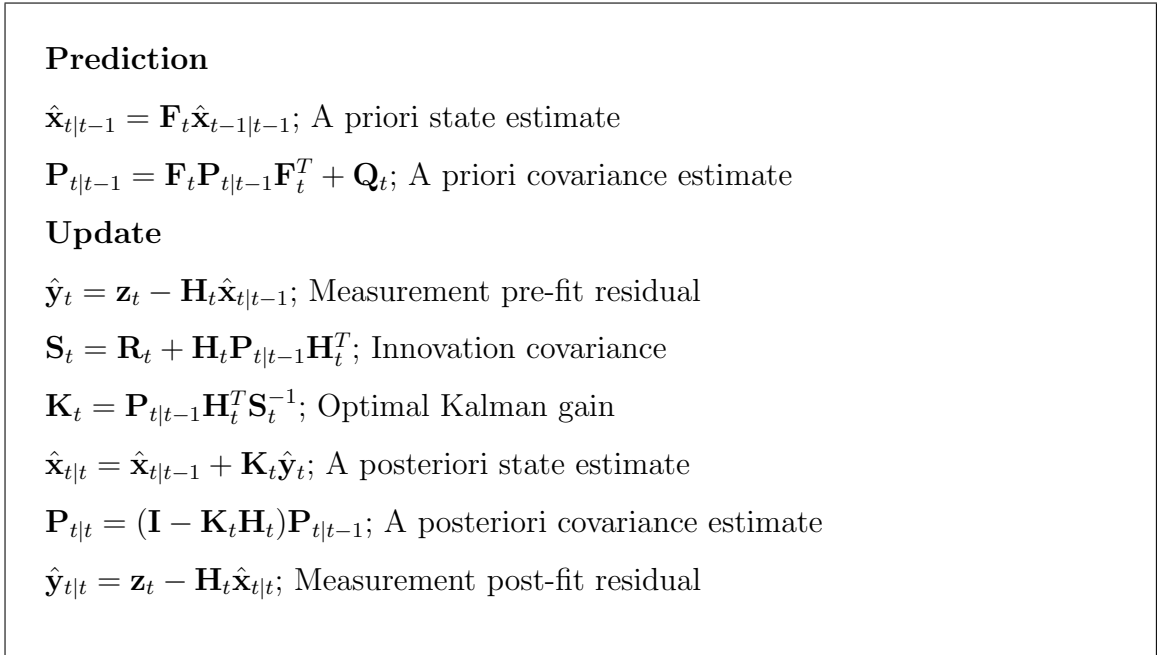 Prediction
x̂_{t|t−1} = F_t x̂_{t−1|t−1}; A priori state estimate
P_{t|t−1} = F_t P_{t|t−1} F_t^T + Q_t; A priori covariance estimate
Update
ŷ_t = z_t − H_t x̂_{t|t−1}; Measurement pre-fit residual
S_t = R_t + H_t P_{t|t−1} H_t^T; Innovation covariance
K_t = P_{t|t−1} H_t^T S_t^{−1}; Optimal Kalman gain
x̂_{t|t} = x̂_{t|t−1} + K_t ŷ_t; A posteriori state estimate
P_{t|t} = (I − K_t H_t) P_{t|t−1}; A posteriori covariance estimate
ŷ_{t|t} = z_t − H_t x̂_{t|t}; Measurement post-fit residual